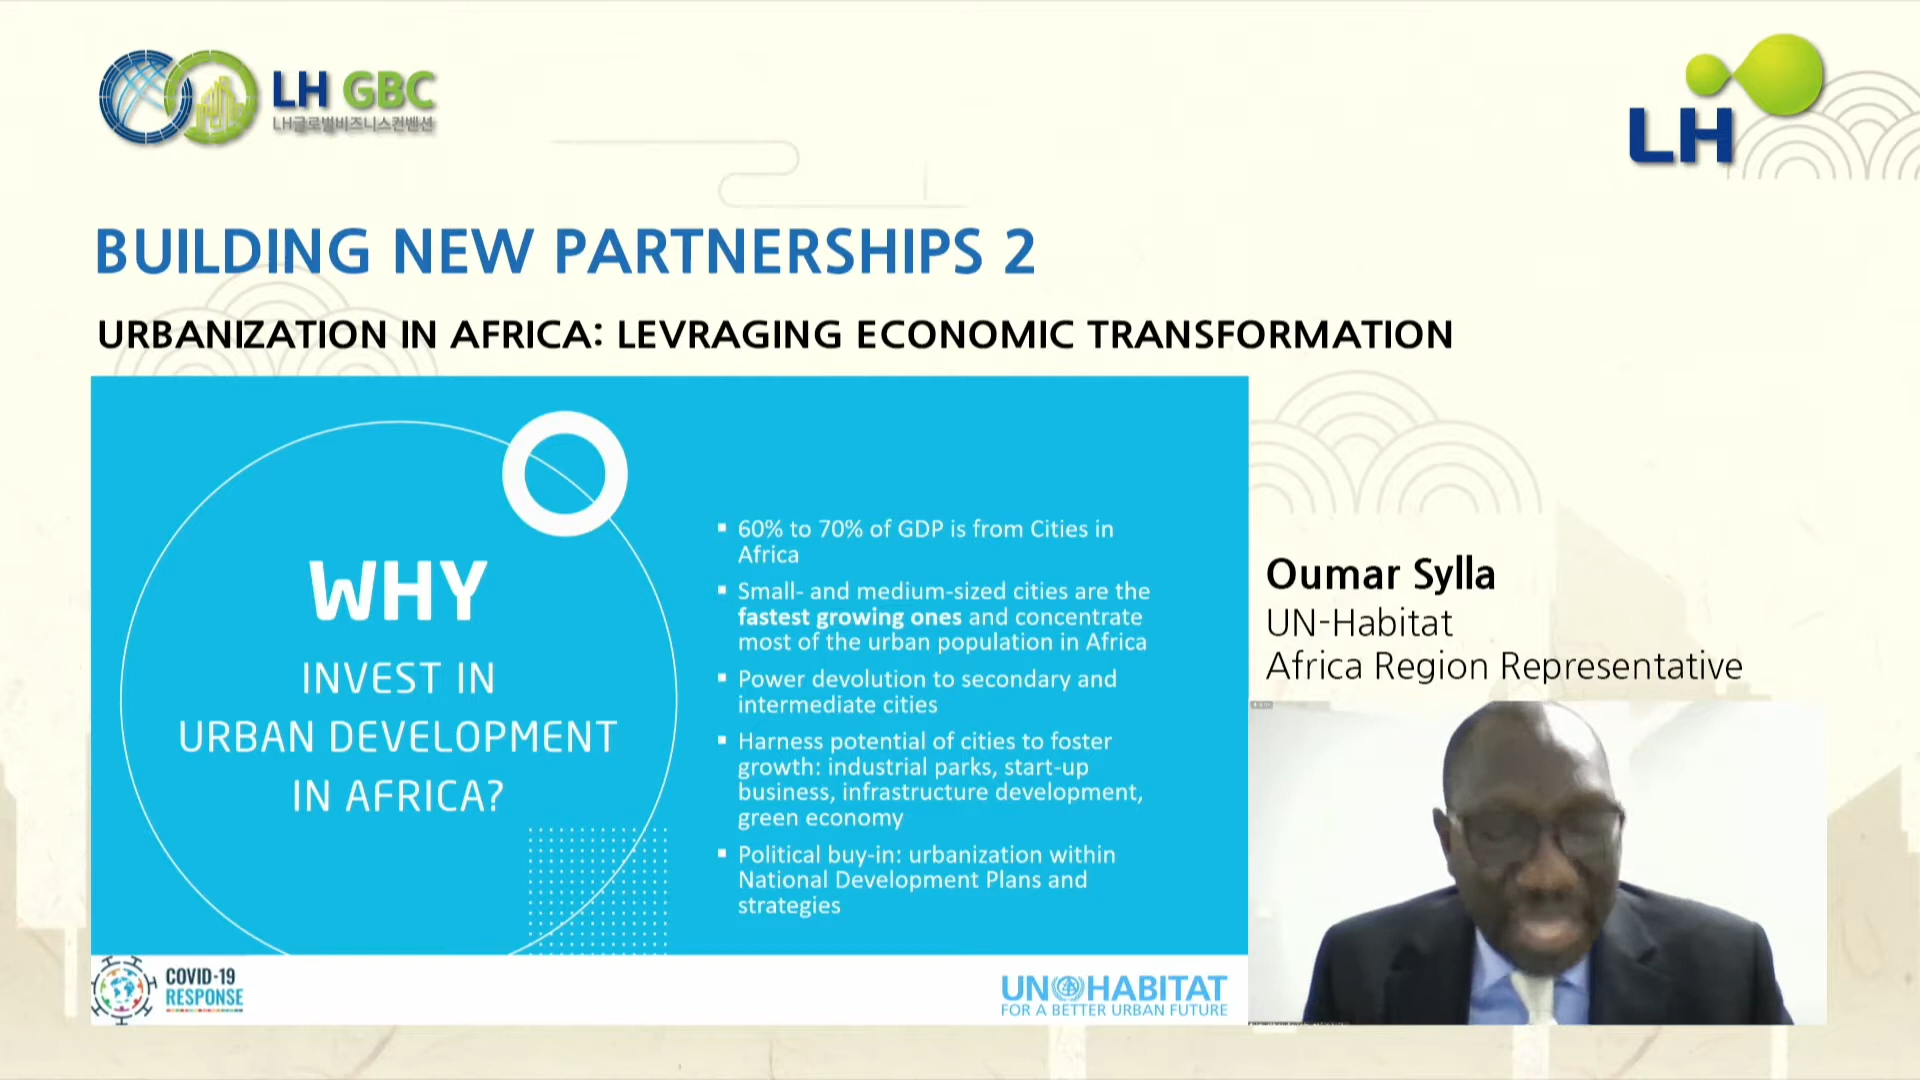 LH GBC
LH글로벌비즈니스컨벤션
LH
BUILDING NEW PARTNERSHIPS 2
URBANIZATION IN AFRICA: LEVRAGING ECONOMIC TRANSFORMATION
WHY
INVEST IN
URBAN DEVELOPMENT
IN AFRICA?
▪ 60% to 70% of GDP is from Cities in
Africa
▪ Small- and medium-sized cities are the
fastest growing ones and concentrate
most of the urban population in Africa
▪ Power devolution to secondary and
intermediate cities
▪ Harness potential of cities to foster
growth: industrial parks, start-up
business, infrastructure development,
green economy
▪ Political buy-in: urbanization within
National Development Plans and
strategies
COVID-19
RESPONSE
UN HABITAT
FOR A BETTER URBAN FUTURE
Oumar Sylla
UN-Habitat
Africa Region Representative